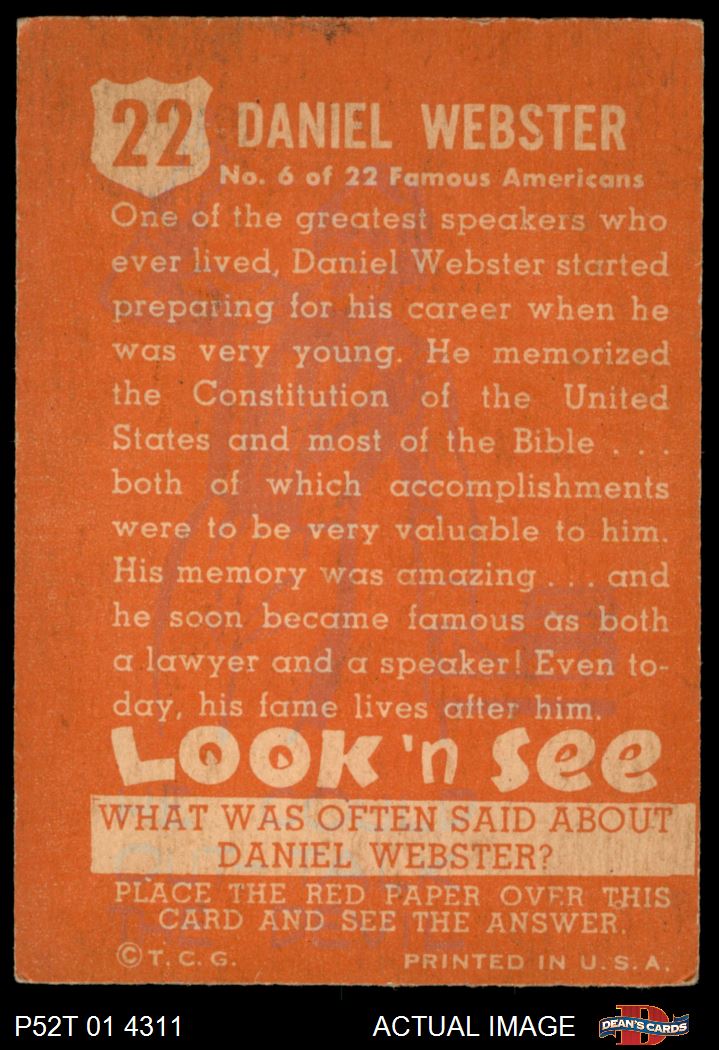 22
DANIEL WEBSTER
No. 6 of 22 Famous Americans
One of the greatest speakers who
ever lived, Daniel Webster started
preparing for his career when he
was very young. He memorized
the Constitution of the United
States and most of the Bible . . .
both of which accomplishments
were to be very valuable to him.
His memory was amazing . . . and
he soon became famous as both
a lawyer and a speaker! Even to-
day, his fame lives after him.
LOOK 'n SEE
WHAT WAS OFTEN SAID ABOUT
DANIEL WEBSTER?
PLACE THE RED PAPER OVER THIS
CARD AND SEE THE ANSWER.
© T. C. G. PRINTED IN U. S. A.
P52T 01 4311 ACTUAL IMAGE DEAN'S CARDS